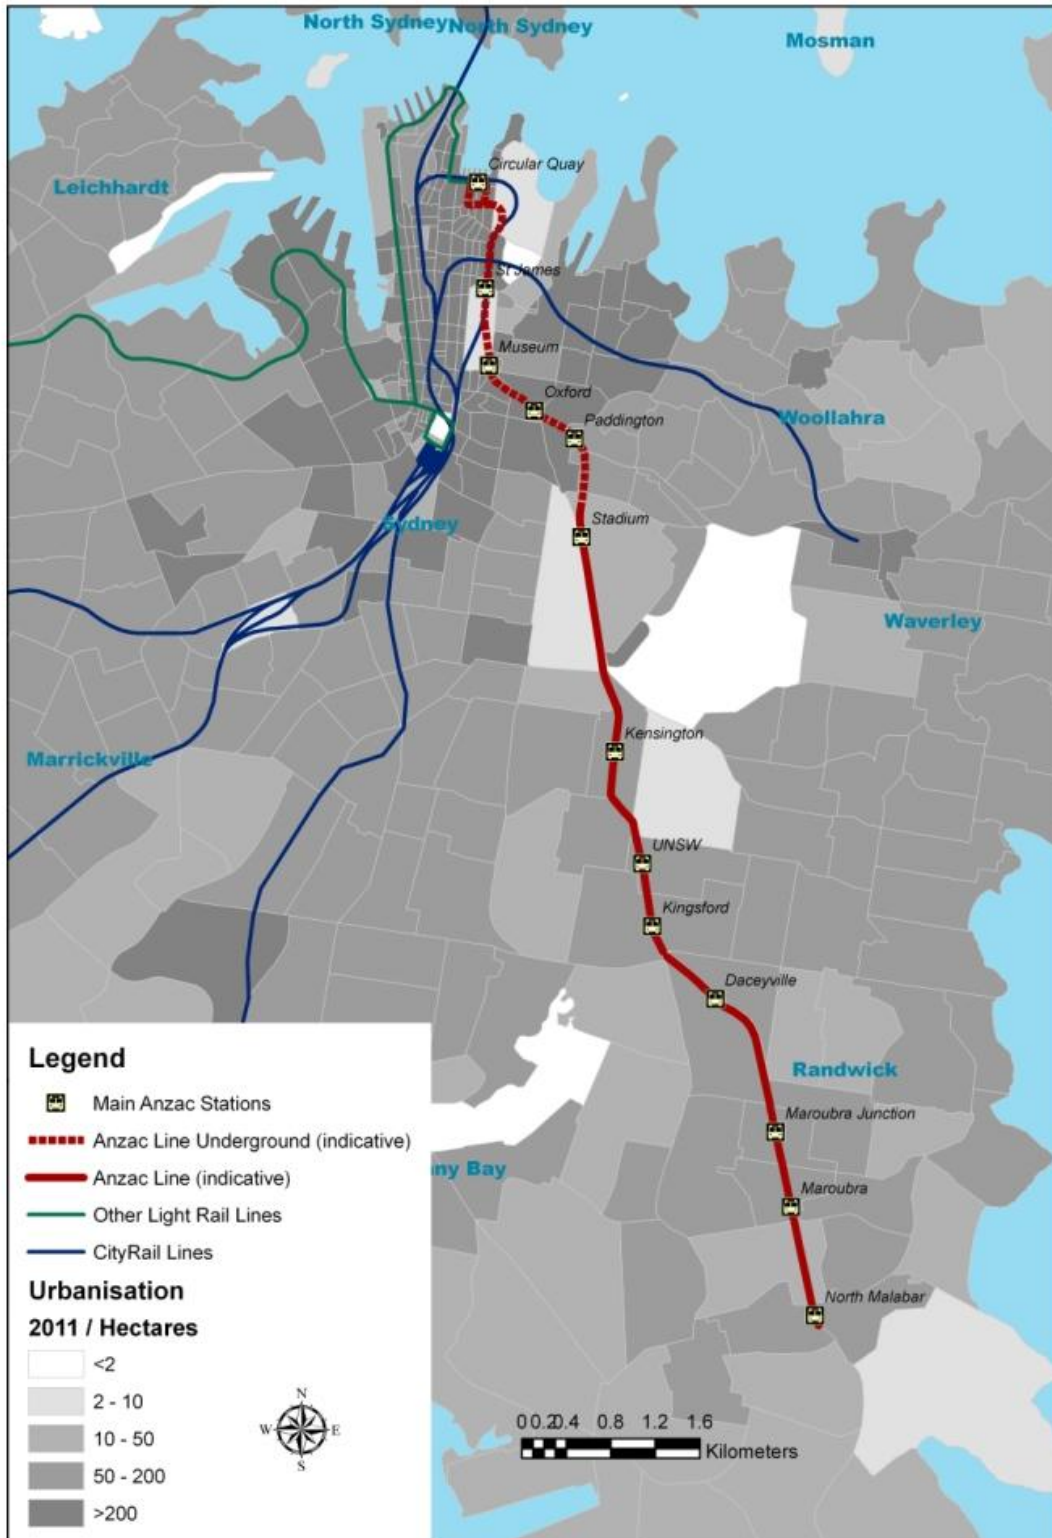 North Sydney
North Sydney
Mosman
Circular Quay
Leichhardt
St James
Museum
Oxford
Paddington
Woollahra
Stadium
Sydney
Waverley
Kensington
Marrickville
UNSW
Kingsford
Daceyville
Randwick
Maroubra Junction
ny Bay
Maroubra
North Malabar
Legend
Main Anzac Stations
Anzac Line Underground (indicative)
Anzac Line (indicative)
Other Light Rail Lines
CityRail Lines
Urbanisation
2011 / Hectares
<2
2 - 10
10 - 50
50 - 200
>200
N
W E
S
0 0.2 0.4 0.8 1.2 1.6
Kilometers